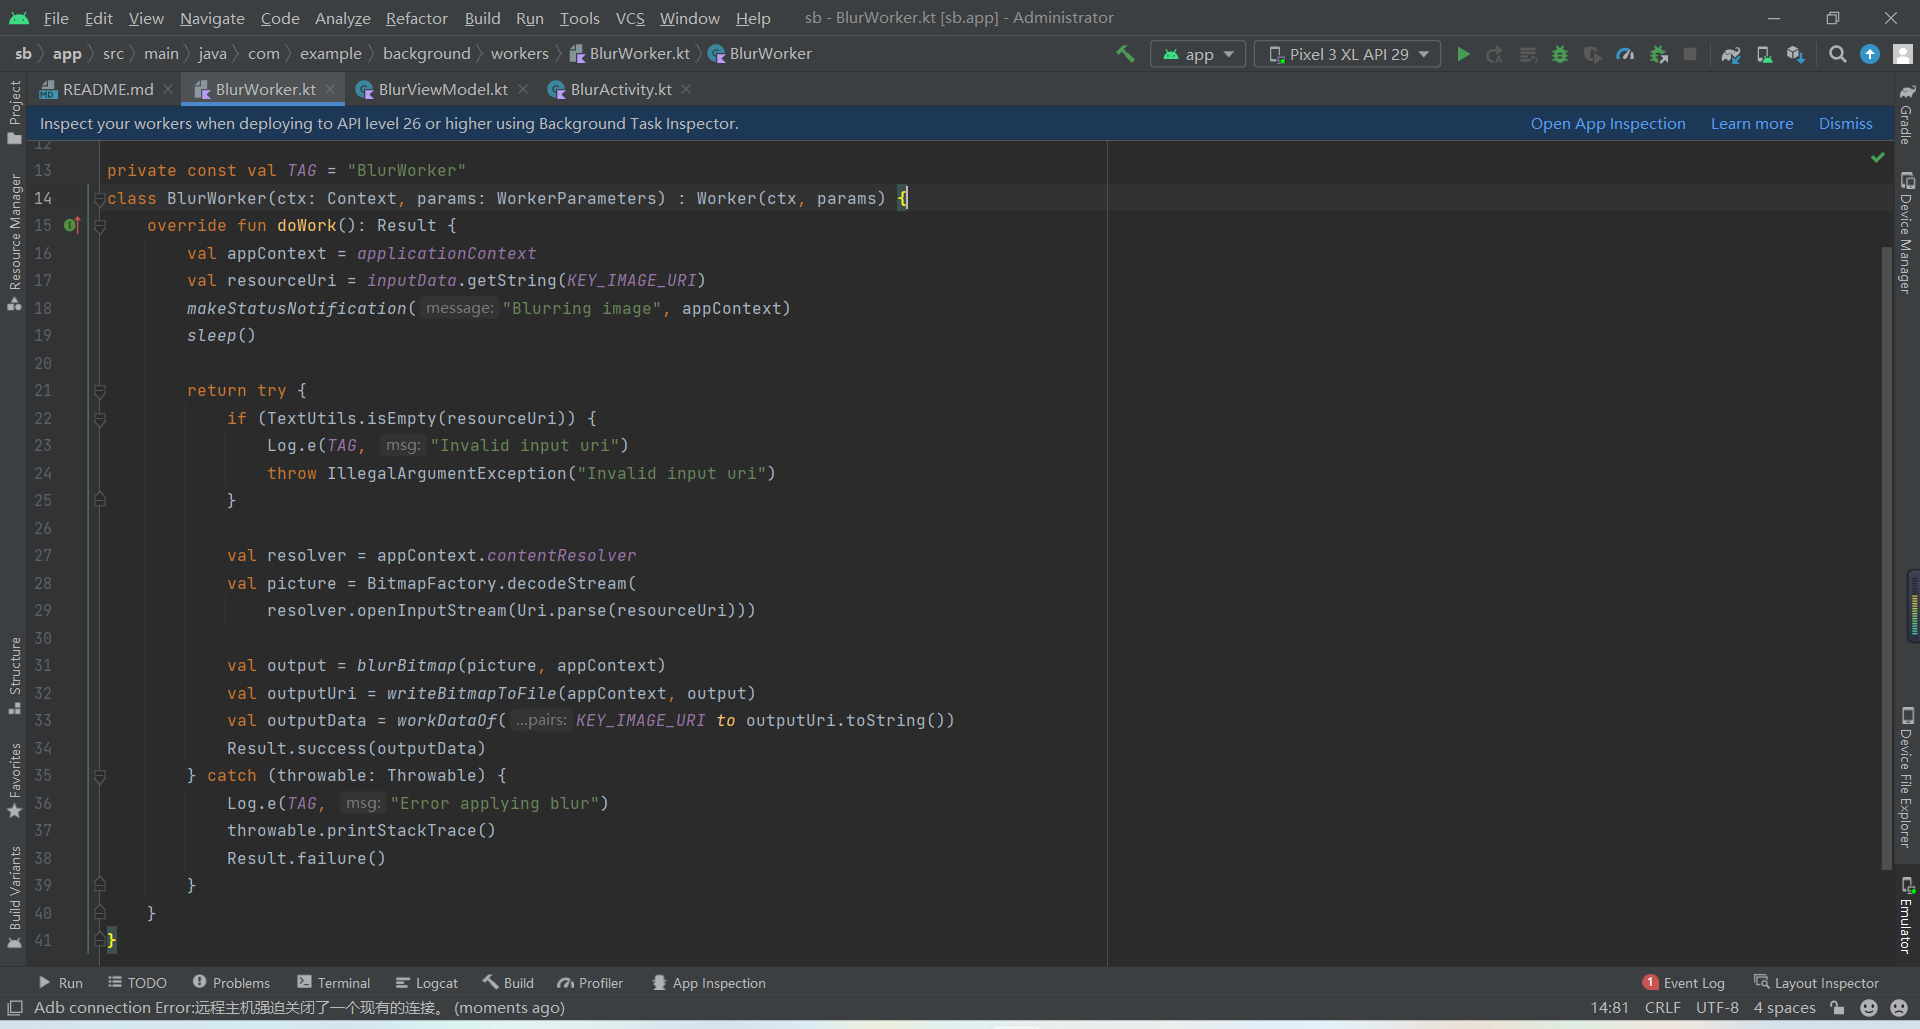 File Edit View Navigate Code Analyze Refactor Build Run Tools VCS Window Help sb - BlurWorker.kt [sb.app] - Administrator
sb app src main java com example background workers BlurWorker.kt BlurWorker app Pixel 3 XL API 29
README.md BlurWorker.kt BlurViewModel.kt BlurActivity.kt
Inspect your workers when deploying to API level 26 or higher using Background Task Inspector. Open App Inspection Learn more Dismiss
12
13 private const val TAG = "BlurWorker"
14 class BlurWorker(ctx: Context, params: WorkerParameters) : Worker(ctx, params) {
15 override fun doWork(): Result {
16 val appContext = applicationContext
17 val resourceUri = inputData.getString(KEY_IMAGE_URI)
18 makeStatusNotification( message: "Blurring image", appContext)
19 sleep()
20
21 return try {
22 if (TextUtils.isEmpty(resourceUri)) {
23 Log.e(TAG, msg: "Invalid input uri")
24 throw IllegalArgumentException("Invalid input uri")
25 }
26
27 val resolver = appContext.contentResolver
28 val picture = BitmapFactory.decodeStream(
29 resolver.openInputStream(Uri.parse(resourceUri)))
30
31 val output = blurBitmap(picture, appContext)
32 val outputUri = writeBitmapToFile(appContext, output)
33 val outputData = workDataOf( ...pairs: KEY_IMAGE_URI to outputUri.toString())
34 Result.success(outputData)
35 } catch (throwable: Throwable) {
36 Log.e(TAG, msg: "Error applying blur")
37 throwable.printStackTrace()
38 Result.failure()
39 }
40 }
41 }
Project
Resource Manager
Structure
Favorites
Build Variants
Gradle
Device Manager
Device File Explorer
Emulator
Run TODO Problems Terminal Logcat Build Profiler App Inspection 1 Event Log Layout Inspector
Adb connection Error:远程主机强迫关闭了一个现有的连接。 (moments ago) 14:81 CRLF UTF-8 4 spaces